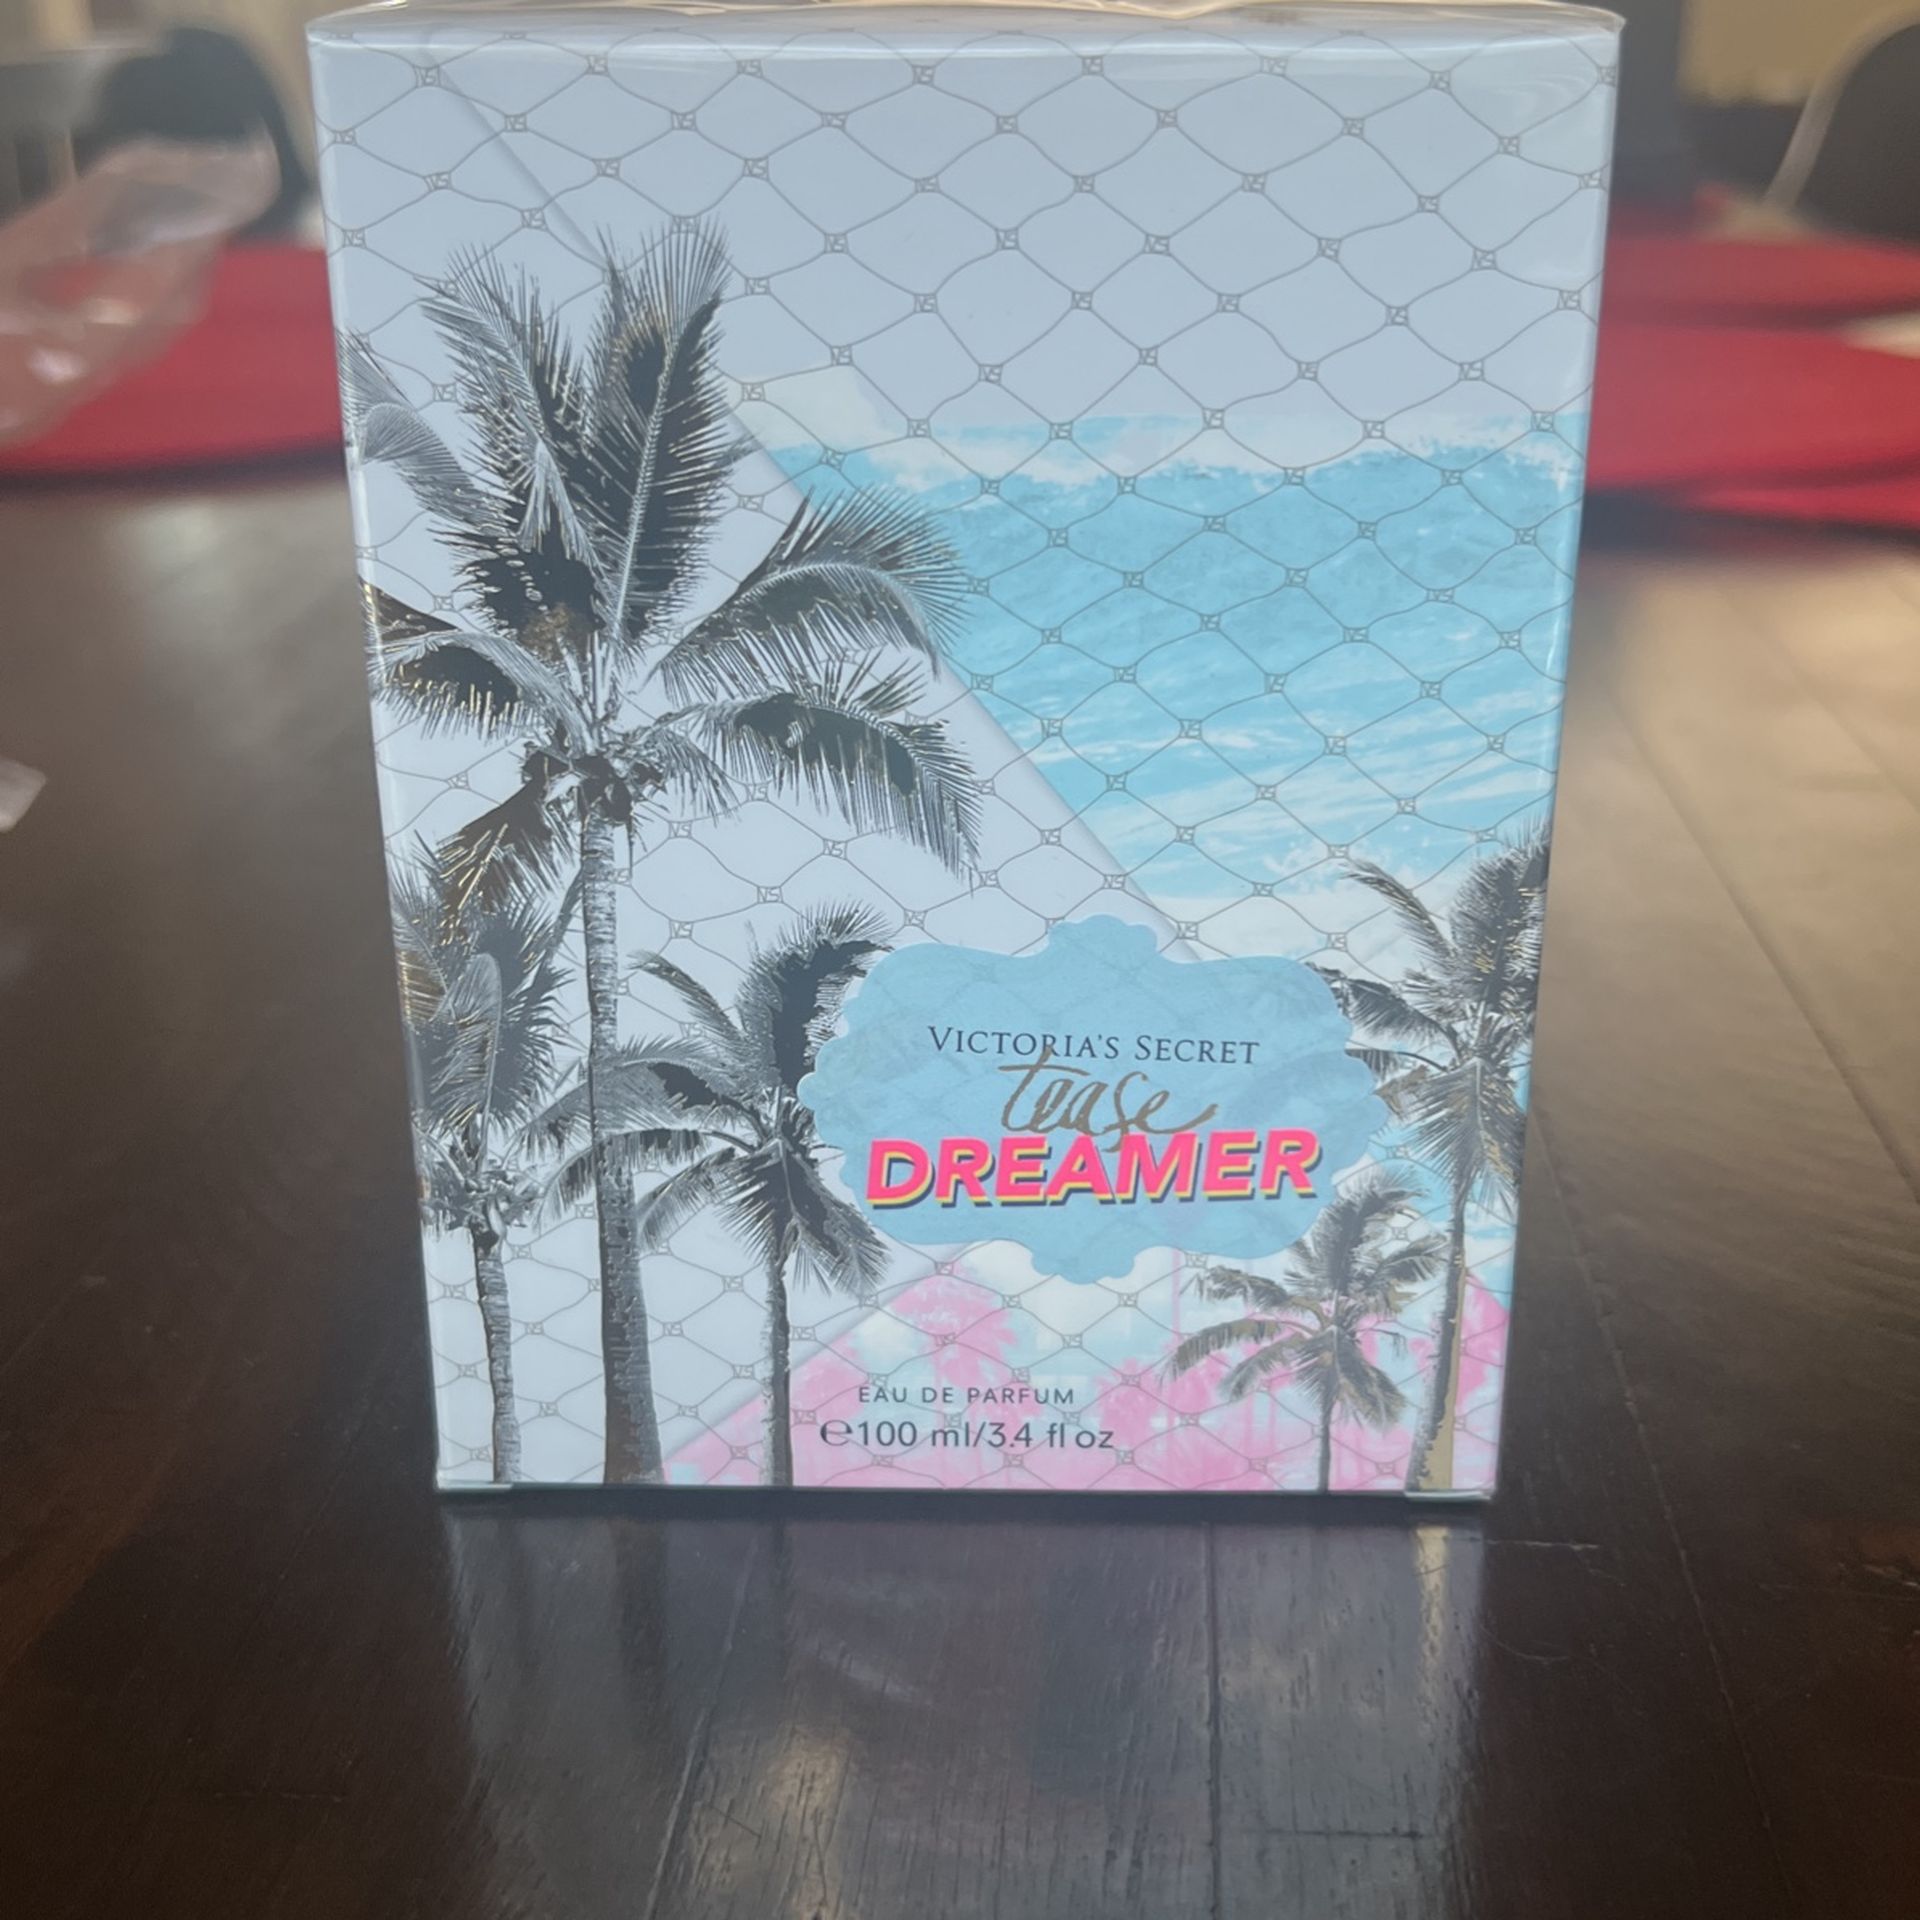 VICTORIA'S SECRET
tease
DREAMER
EAU DE PARFUM
℮100 ml/3.4 fl oz